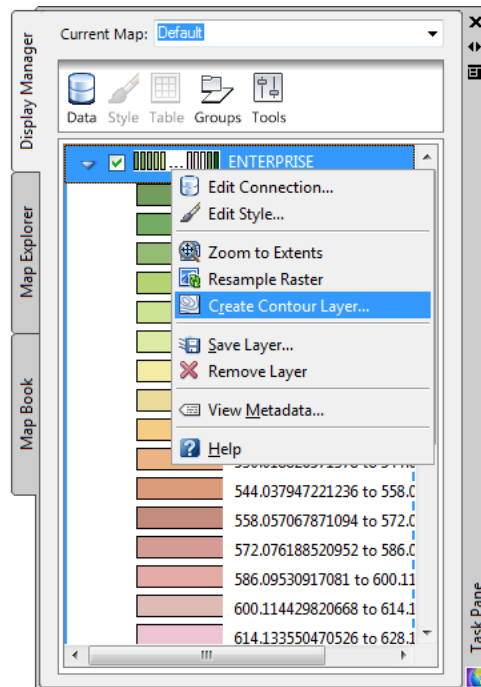 Current Map: Default
Display Manager
Map Explorer
Map Book
Data Style Table Groups Tools
ENTERPRISE
Edit Connection...
Edit Style...
Zoom to Extents
Resample Raster
Create Contour Layer...
Save Layer...
Remove Layer
View Metadata...
Help
544.037947221236 to 558.0
558.057067871094 to 572.0
572.076188520952 to 586.0
586.09530917081 to 600.11
600.114429820668 to 614.1
614.133550470526 to 628.1
Task Pane